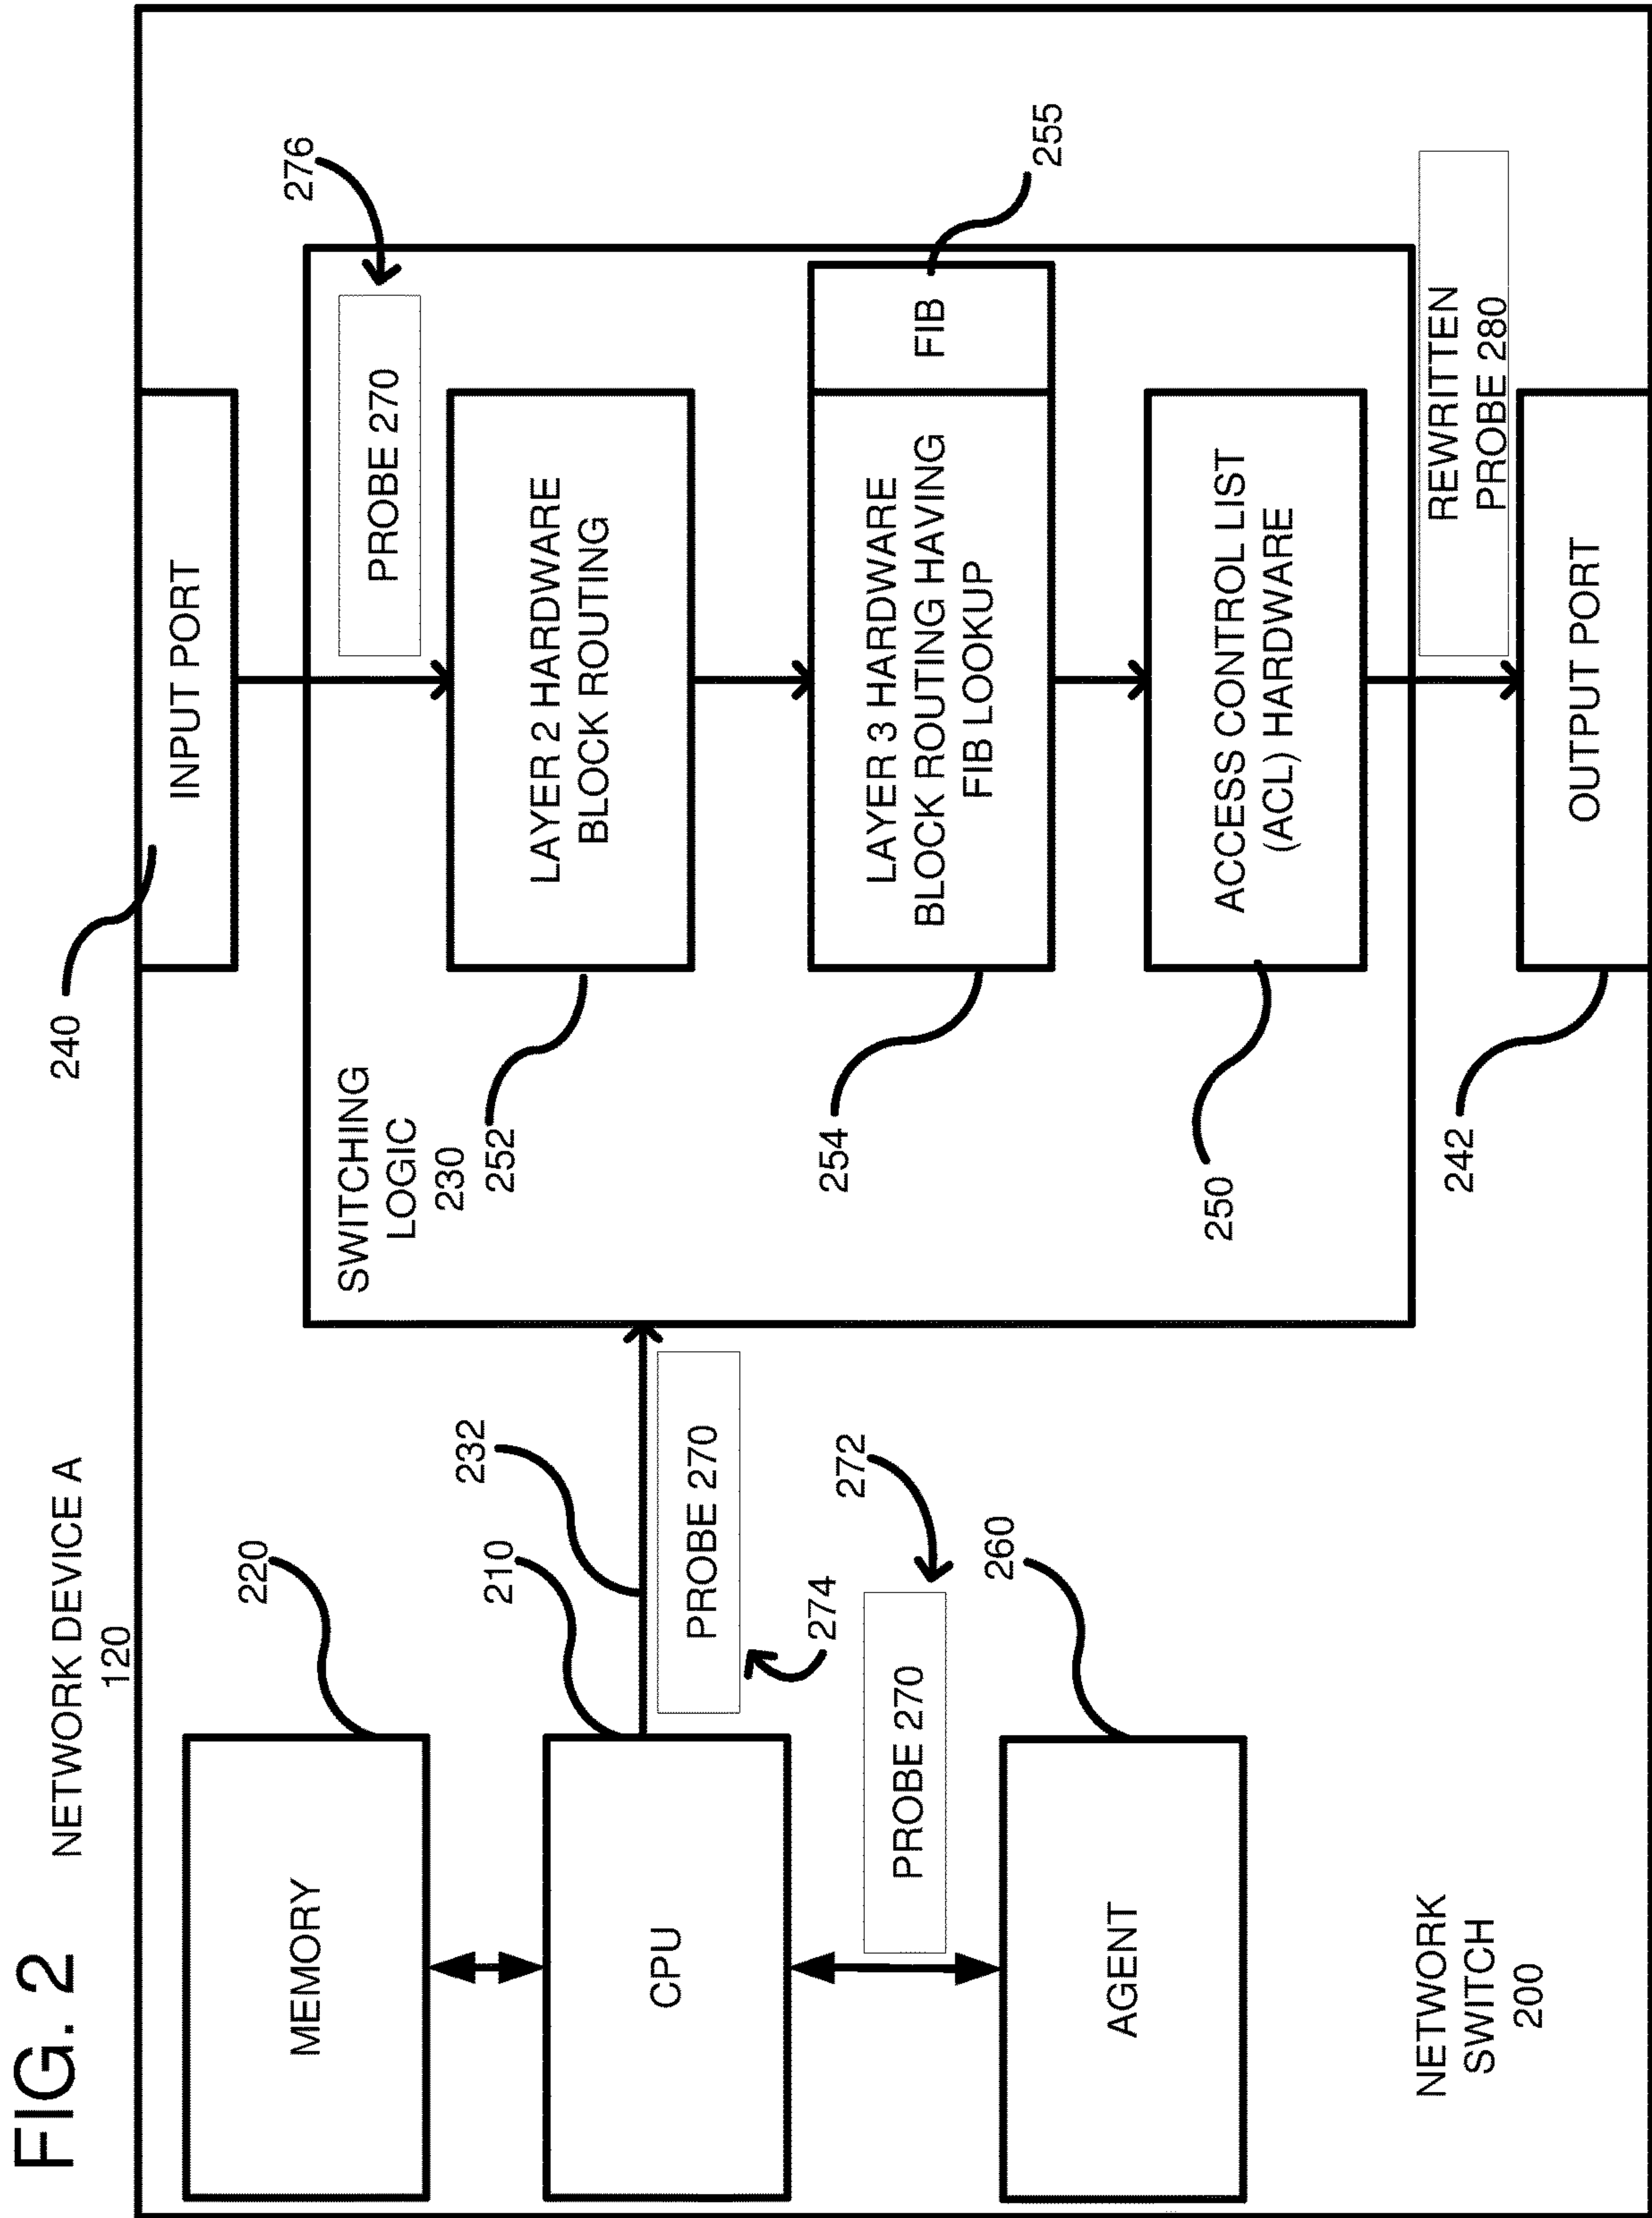 FIG. 2
NETWORK DEVICE A
120
240
INPUT PORT
276
220
MEMORY
SWITCHING
LOGIC
230
PROBE 270
252
LAYER 2 HARDWARE
BLOCK ROUTING
232
210
CPU
PROBE 270
274
272
PROBE 270
254
LAYER 3 HARDWARE
BLOCK ROUTING HAVING
FIB LOOKUP
FIB
255
260
AGENT
250
ACCESS CONTROL LIST
(ACL) HARDWARE
NETWORK
SWITCH
200
REWRITTEN
PROBE 280
242
OUTPUT PORT